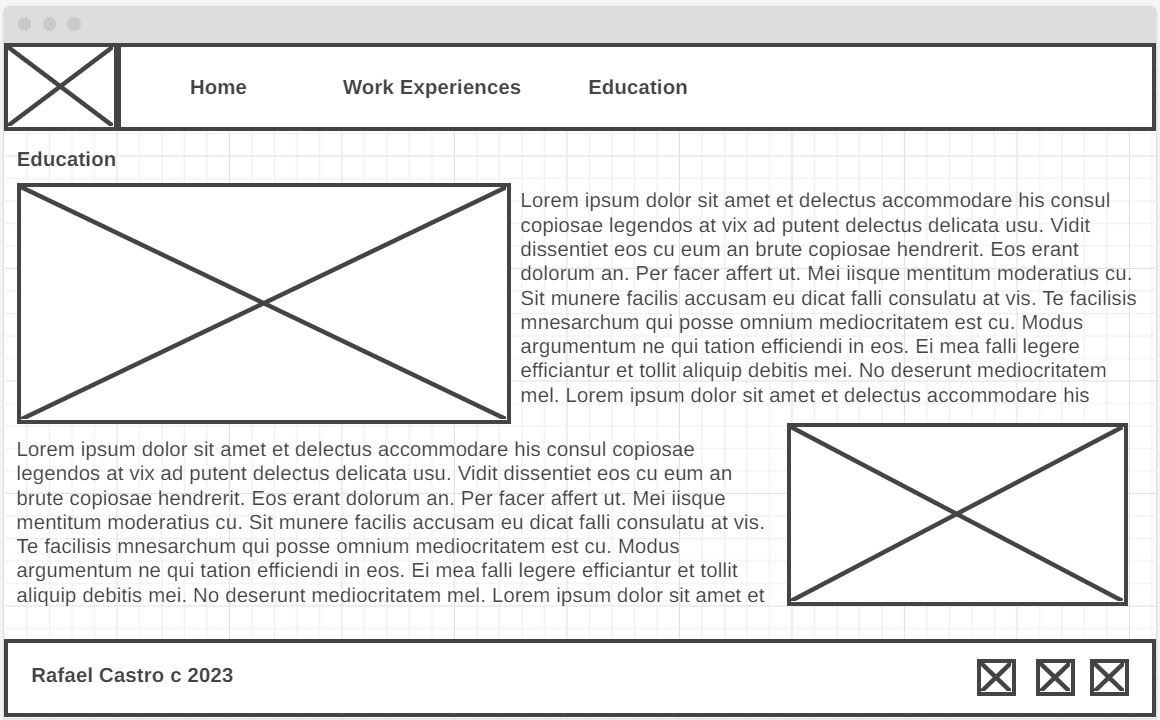 Home Work Experiences Education
Education
Lorem ipsum dolor sit amet et delectus accommodare his consul
copiosae legendos at vix ad putent delectus delicata usu. Vidit
dissentiet eos cu eum an brute copiosae hendrerit. Eos erant
dolorum an. Per facer affert ut. Mei iisque mentitum moderatius cu.
Sit munere facilis accusam eu dicat falli consulatu at vis. Te facilisis
mnesarchum qui posse omnium mediocritatem est cu. Modus
argumentum ne qui tation efficiendi in eos. Ei mea falli legere
efficiantur et tollit aliquip debitis mei. No deserunt mediocritatem
mel. Lorem ipsum dolor sit amet et delectus accommodare his
Lorem ipsum dolor sit amet et delectus accommodare his consul copiosae
legendos at vix ad putent delectus delicata usu. Vidit dissentiet eos cu eum an
brute copiosae hendrerit. Eos erant dolorum an. Per facer affert ut. Mei iisque
mentitum moderatius cu. Sit munere facilis accusam eu dicat falli consulatu at vis.
Te facilisis mnesarchum qui posse omnium mediocritatem est cu. Modus
argumentum ne qui tation efficiendi in eos. Ei mea falli legere efficiantur et tollit
aliquip debitis mei. No deserunt mediocritatem mel. Lorem ipsum dolor sit amet et
Rafael Castro c 2023